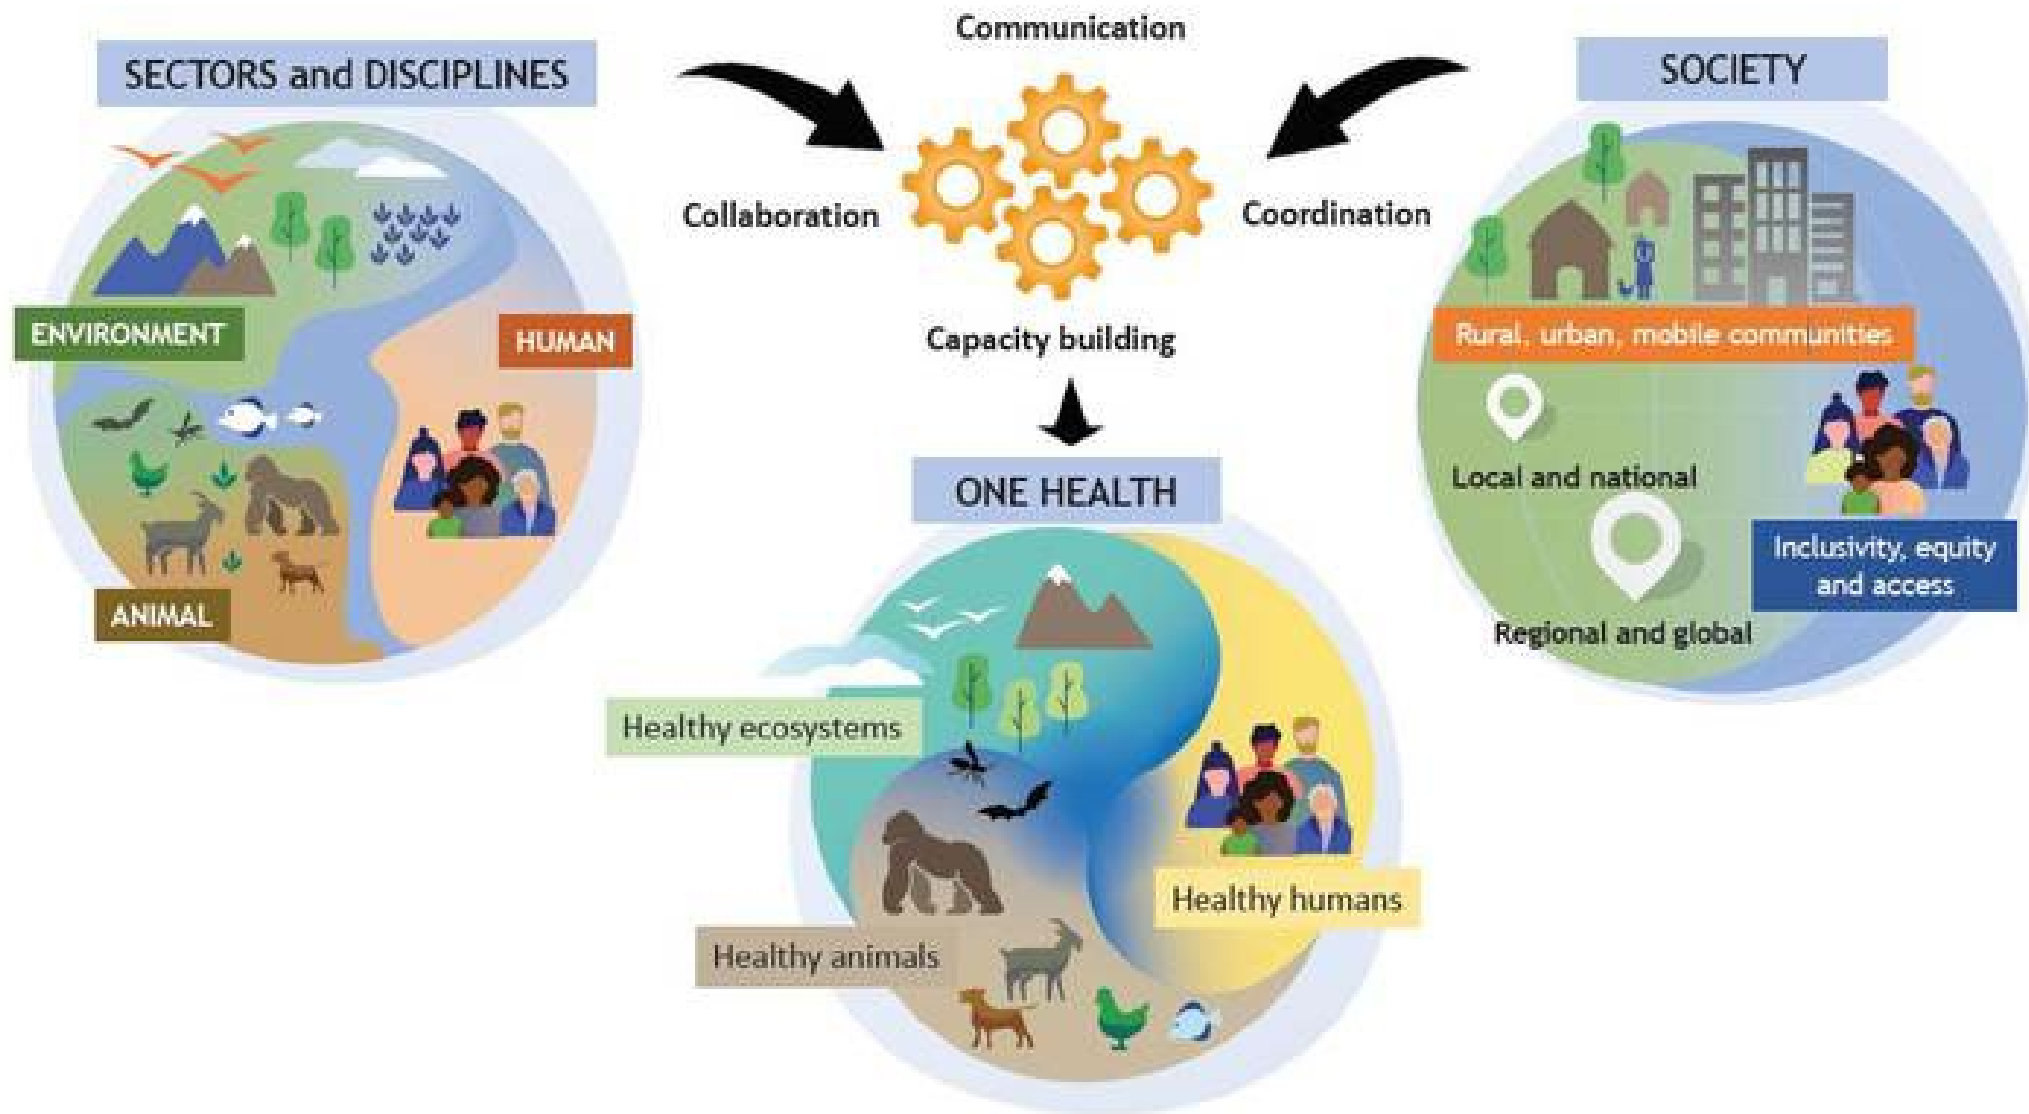 Communication
SECTORS and DISCIPLINES
SOCIETY
Collaboration
Coordination
ENVIRONMENT
HUMAN
Capacity building
Rural, urban, mobile communities
Local and national
ONE HEALTH
Inclusivity, equity
and access
ANIMAL
Regional and global
Healthy ecosystems
Healthy humans
Healthy animals